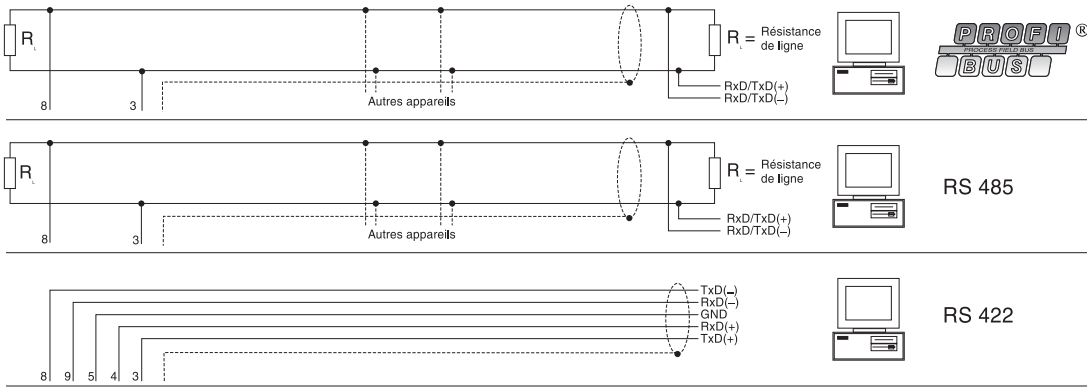 R L
R L = Résistance
de ligne
PROFI ®
PROCESS FIELD BUS
BUS
RxD/TxD(+)
RxD/TxD(–)
8
3
Autres appareils
R L
R L = Résistance
de ligne
RS 485
RxD/TxD(+)
RxD/TxD(–)
8
3
Autres appareils
TxD(–)
RxD(–)
GND
RxD(+)
TxD(+)
RS 422
8 9 5 4 3